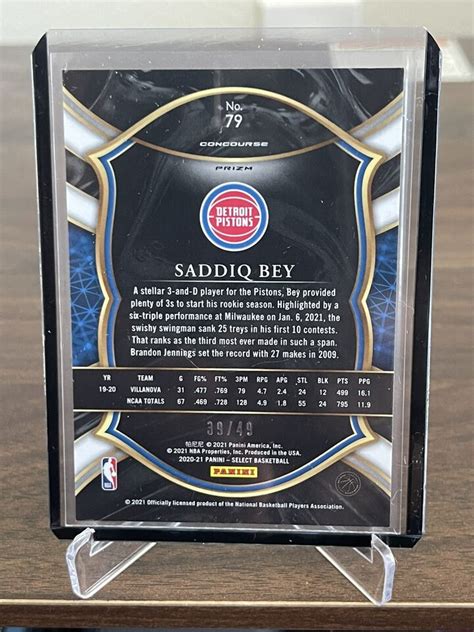 No.
79
CONCOURSE
PRIZM
DETROIT
PISTONS
SADDIQ BEY
A stellar 3-and-D player for the Pistons, Bey provided
plenty of 3s to start his rookie season. Highlighted by a
six-triple performance at Milwaukee on Jan. 6, 2021, the
swishy swingman sank 25 treys in his first 10 contests.
That ranks as the third most ever made in such a span.
Brandon Jennings set the record with 27 makes in 2009.
YR TEAM G FG% FT% 3PM RPG APG STL BLK PTS PPG
19-20 VILLANOVA 31 .477 .769 79 4.7 2.4 25 12 499 16.1
NCAA TOTALS 67 .469 .728 128 4.9 1.8 55 24 795 11.9
39/49
帕尼尼 © 2021 Panini America, Inc.
© 2021 NBA Properties, Inc. Produced in the USA.
2020-21 PANINI - SELECT BASKETBALL
PANINI
NBA
© 2021 Officially licensed product of the National Basketball Players Association.